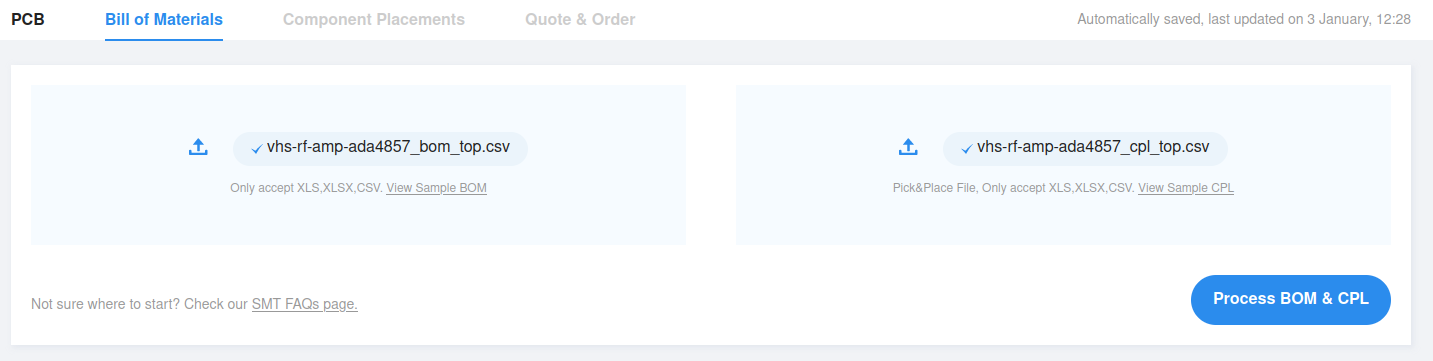 PCB Bill of Materials Component Placements Quote & Order Automatically saved, last updated on 3 January, 12:28
vhs-rf-amp-ada4857_bom_top.csv
Only accept XLS,XLSX,CSV. View Sample BOM
vhs-rf-amp-ada4857_cpl_top.csv
Pick&Place File, Only accept XLS,XLSX,CSV. View Sample CPL
Not sure where to start? Check our SMT FAQs page.
Process BOM & CPL